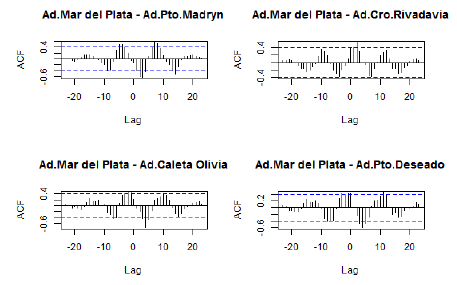 Ad.Mar del Plata - Ad.Pto.Madryn
Ad.Mar del Plata - Ad.Cro.Rivadavia
ACF
-0.6 0.4
-20 -10 0 10 20
Lag
ACF
-0.4 0.4
-20 -10 0 10 20
Lag
Ad.Mar del Plata - Ad.Caleta Olivia
Ad.Mar del Plata - Ad.Pto.Deseado
ACF
-0.6 0.4
-20 -10 0 10 20
Lag
ACF
-0.6 0.2
-20 -10 0 10 20
Lag